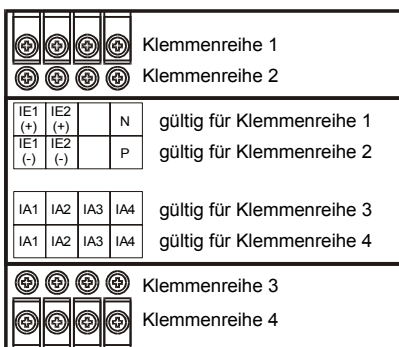 Klemmenreihe 1
Klemmenreihe 2
IE1 (+) IE2 (+) N gültig für Klemmenreihe 1
IE1 (-) IE2 (-) P gültig für Klemmenreihe 2
IA1 IA2 IA3 IA4 gültig für Klemmenreihe 3
IA1 IA2 IA3 IA4 gültig für Klemmenreihe 4
Klemmenreihe 3
Klemmenreihe 4